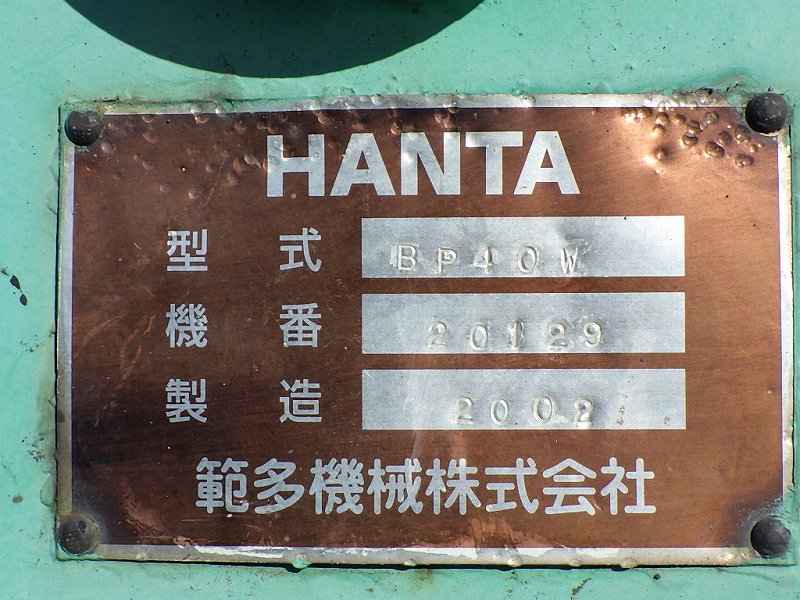 HANTA
型式 BP40W
機番 20129
製造 2002
範多機械株式会社